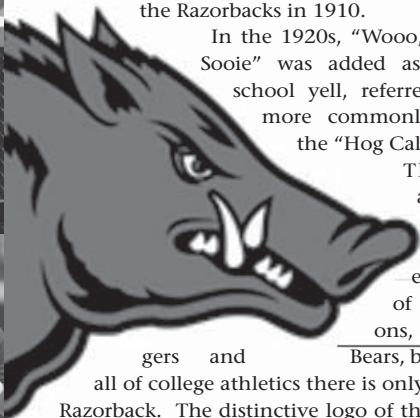 the Razorbacks in 1910.
In the 1920s, “Wooo,
Sooie” was added as
school yell, referre
more commonl
the “Hog Cal
of
ons,
gers and Bears, b
all of college athletics there is only
Razorback. The distinctive logo of th